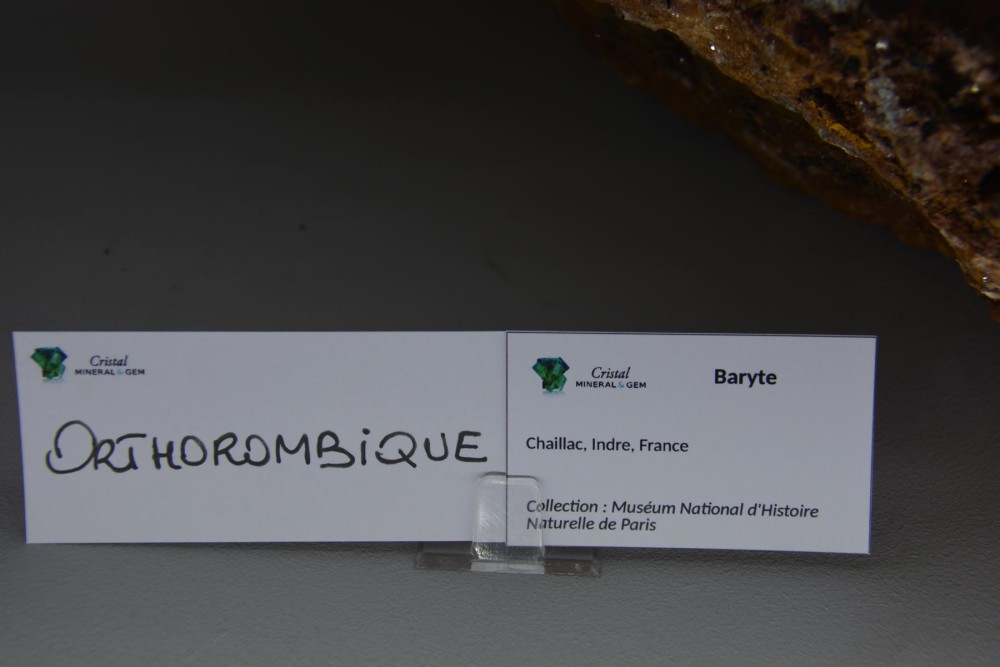 Cristal
MINERAL & GEM
ORTHOROMBiQUE
Cristal
MINERAL & GEM
Baryte
Chaillac, Indre, France
Collection : Muséum National d'Histoire
Naturelle de Paris